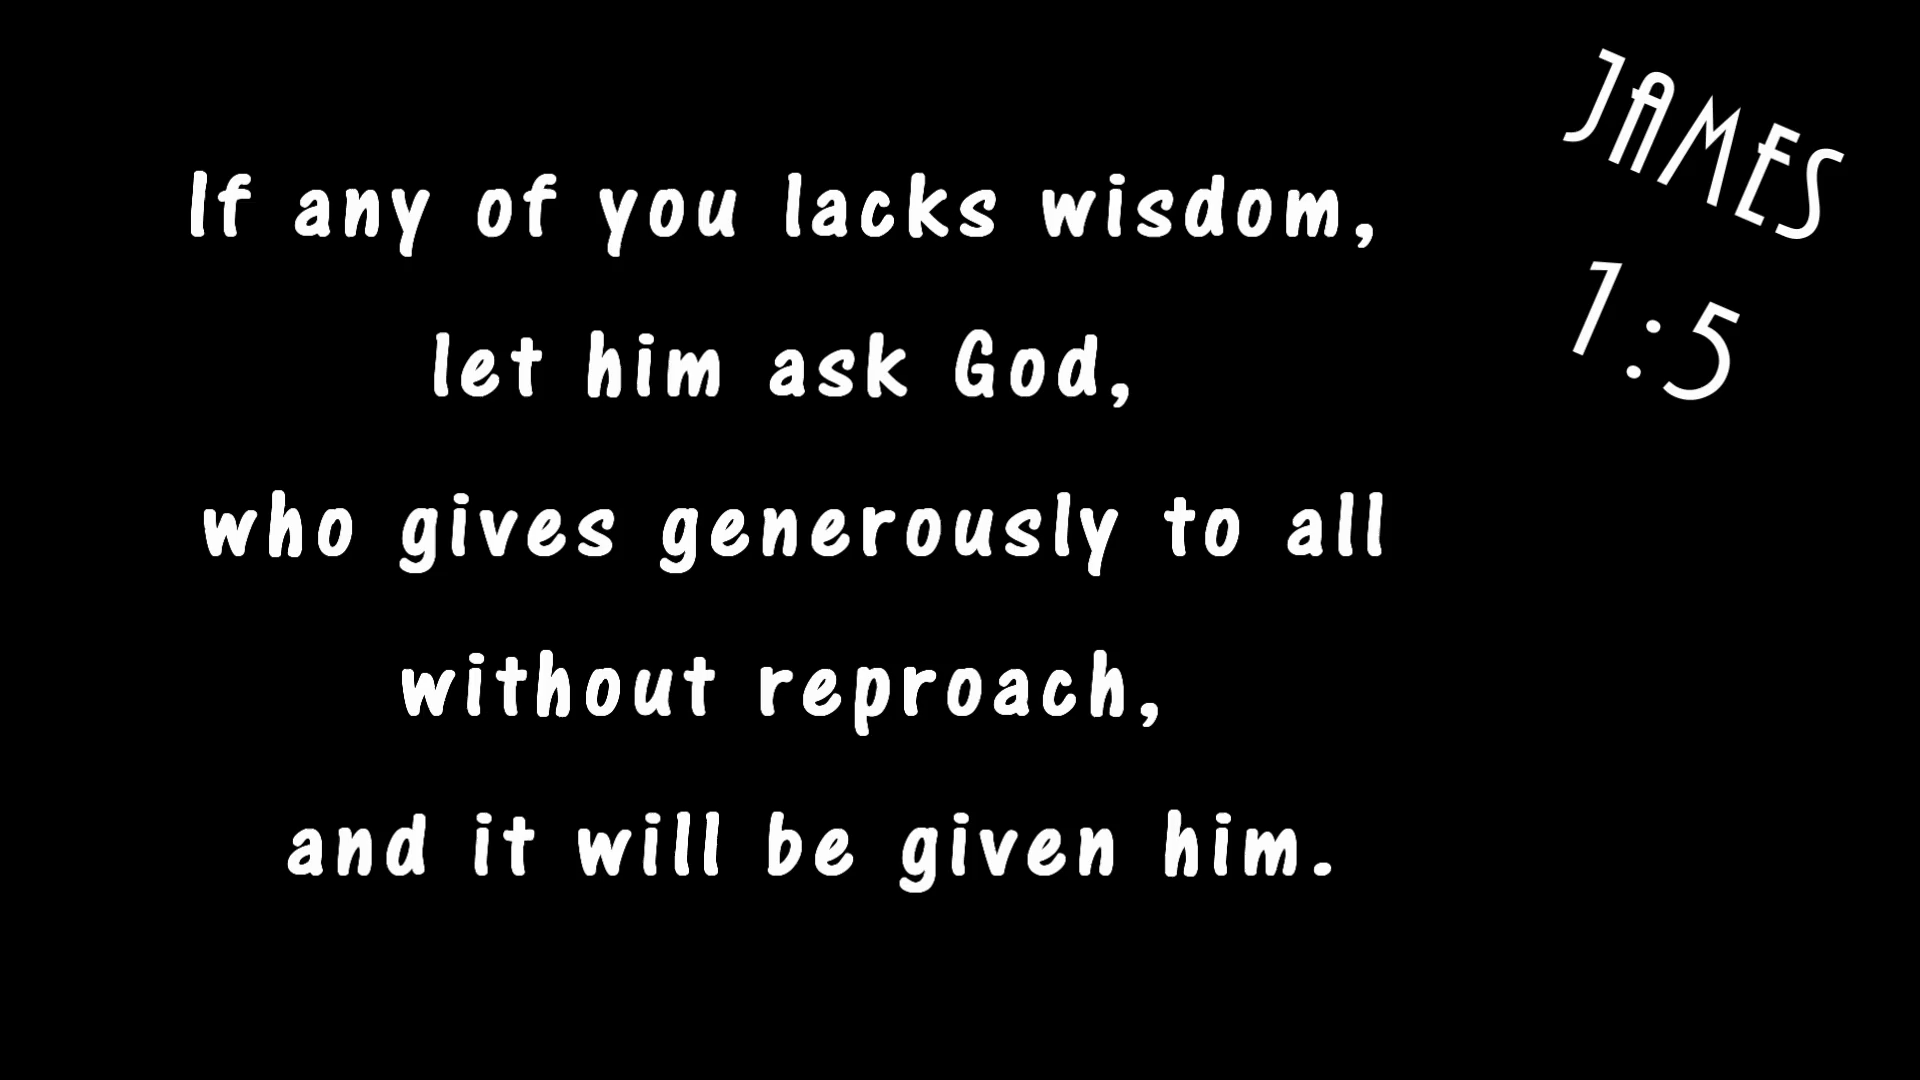 If any of you lacks wisdom,
let him ask God,
who gives generously to all
without reproach,
and it will be given him.
JAMES
1:5